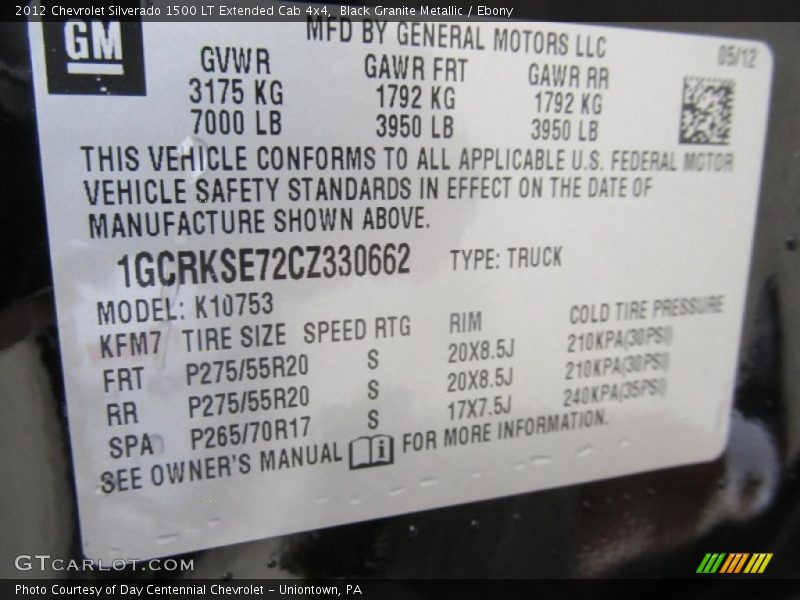 2012 Chevrolet Silverado 1500 LT Extended Cab 4x4, Black Granite Metallic / Ebony
GM
MFD BY GENERAL MOTORS LLC
05/12
GVWR GAWR FRT GAWR RR
3175 KG 1792 KG 1792 KG
7000 LB 3950 LB 3950 LB
THIS VEHICLE CONFORMS TO ALL APPLICABLE U.S. FEDERAL MOTOR
VEHICLE SAFETY STANDARDS IN EFFECT ON THE DATE OF
MANUFACTURE SHOWN ABOVE.
1GCRKSE72CZ330662 TYPE: TRUCK
MODEL: K10753
KFM7 TIRE SIZE SPEED RTG RIM COLD TIRE PRESSURE
FRT P275/55R20 S 20X8.5J 210KPA(30PSI)
RR P275/55R20 S 20X8.5J 210KPA(30PSI)
SPA P265/70R17 S 17X7.5J 240KPA(35PSI)
SEE OWNER'S MANUAL i FOR MORE INFORMATION.
GTCARLOT.COM
Photo Courtesy of Day Centennial Chevrolet - Uniontown, PA